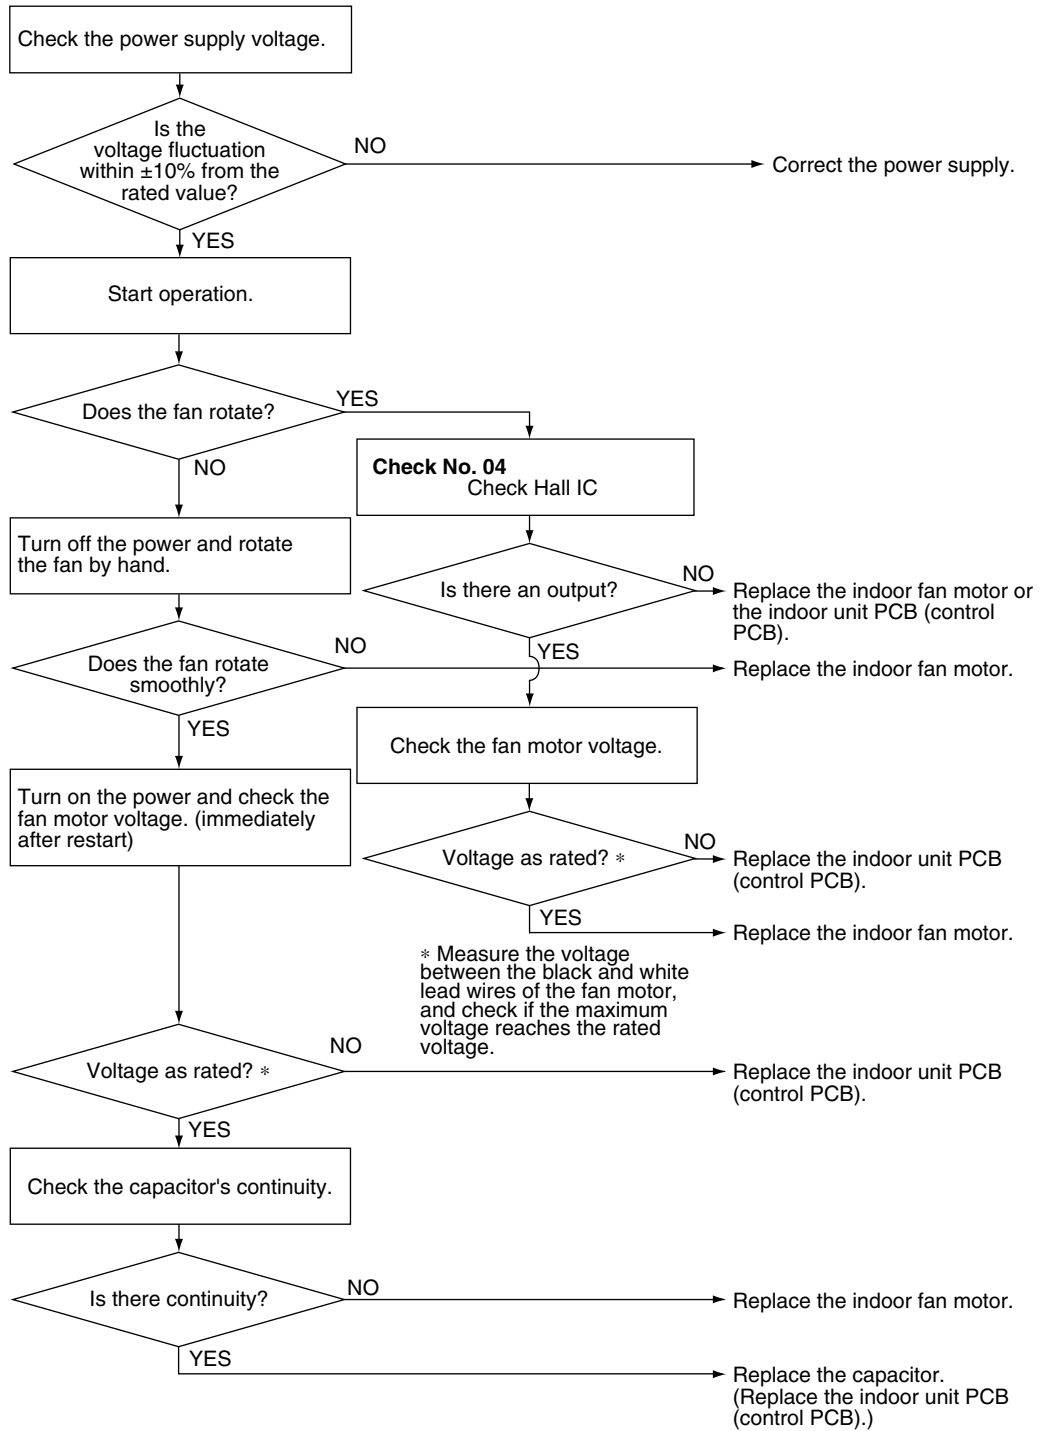 Check the power supply voltage.
Is the
voltage fluctuation
within ±10% from the
rated value?
NO
Correct the power supply.
YES
Start operation.
Does the fan rotate?
YES
NO
Check No. 04
Check Hall IC
Turn off the power and rotate
the fan by hand.
Is there an output?
NO
Replace the indoor fan motor or
the indoor unit PCB (control
PCB).
YES
Does the fan rotate
smoothly?
NO
Replace the indoor fan motor.
YES
Check the fan motor voltage.
Turn on the power and check the
fan motor voltage. (immediately
after restart)
Voltage as rated? *
NO
Replace the indoor unit PCB
(control PCB).
YES
Replace the indoor fan motor.
* Measure the voltage
between the black and white
lead wires of the fan motor,
and check if the maximum
voltage reaches the rated
voltage.
Voltage as rated? *
NO
Replace the indoor unit PCB
(control PCB).
YES
Check the capacitor's continuity.
Is there continuity?
NO
Replace the indoor fan motor.
YES
Replace the capacitor.
(Replace the indoor unit PCB
(control PCB).)